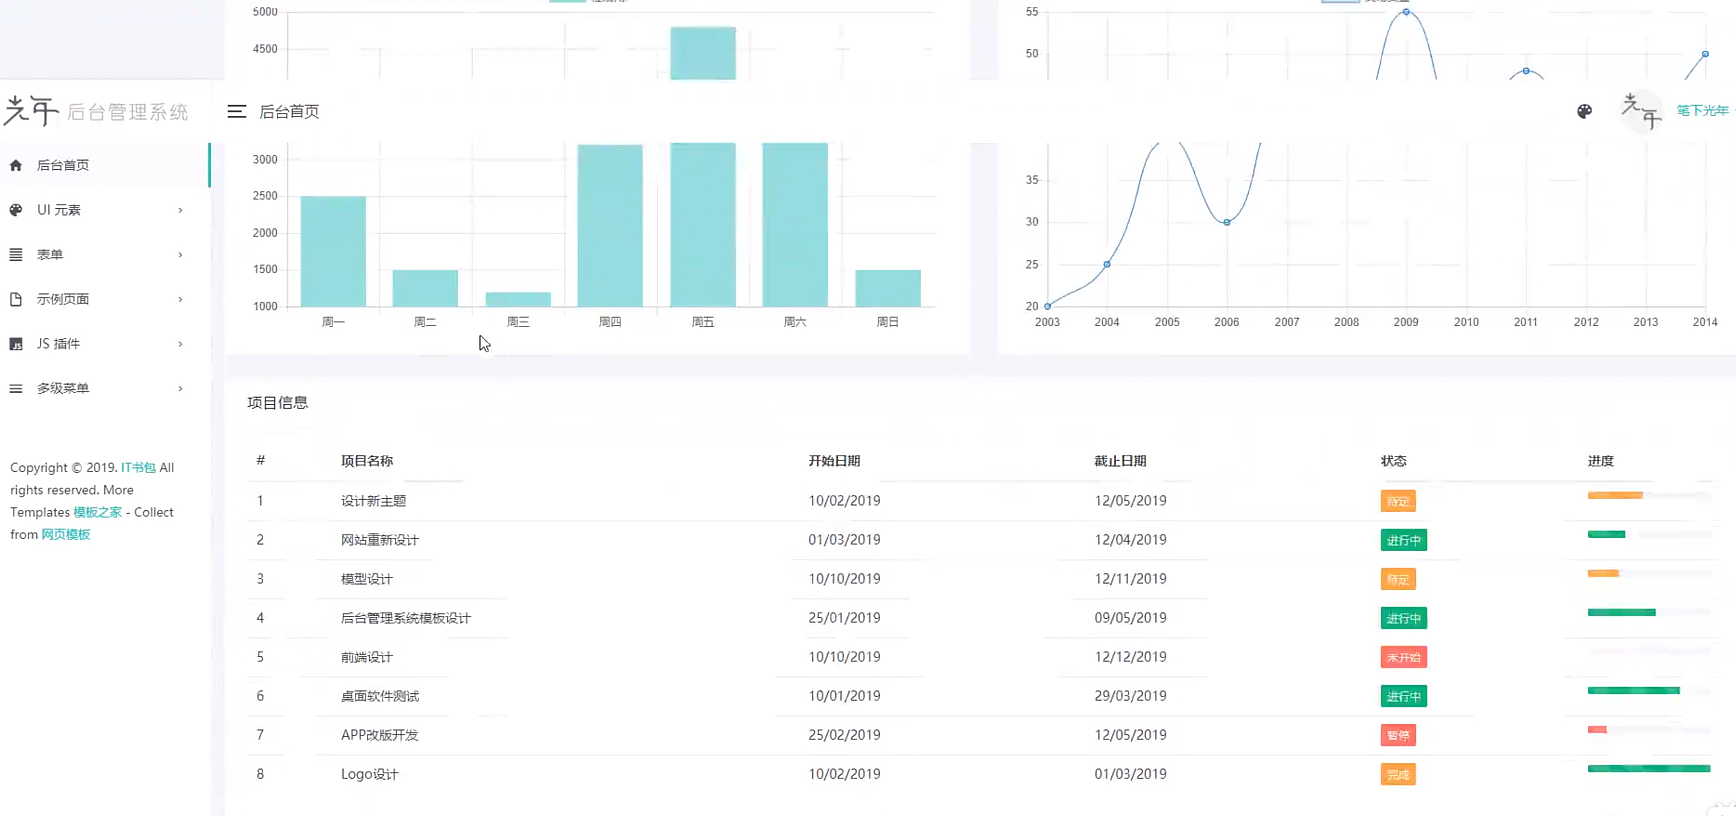 5000
4500
55
50
光年 后台管理系统
后台首页
笔下光年
3000
2500
2000
1500
1000
周一 周二 周三 周四 周五 周六 周日
35
30
25
20
2003 2004 2005 2006 2007 2008 2009 2010 2011 2012 2013 2014
后台首页
UI 元素
表单
示例页面
JS 插件
多级菜单
Copyright © 2019. IT书包 All
rights reserved. More
Templates 模板之家 - Collect
from 网页模板
项目信息
# 项目名称 开始日期 截止日期 状态 进度
1 设计新主题 10/02/2019 12/05/2019 待定
2 网站重新设计 01/03/2019 12/04/2019 进行中
3 模型设计 10/10/2019 12/11/2019 待定
4 后台管理系统模板设计 25/01/2019 09/05/2019 进行中
5 前端设计 10/10/2019 12/12/2019 未开始
6 桌面软件测试 10/01/2019 29/03/2019 进行中
7 APP改版开发 25/02/2019 12/05/2019 暂停
8 Logo设计 10/02/2019 01/03/2019 完成